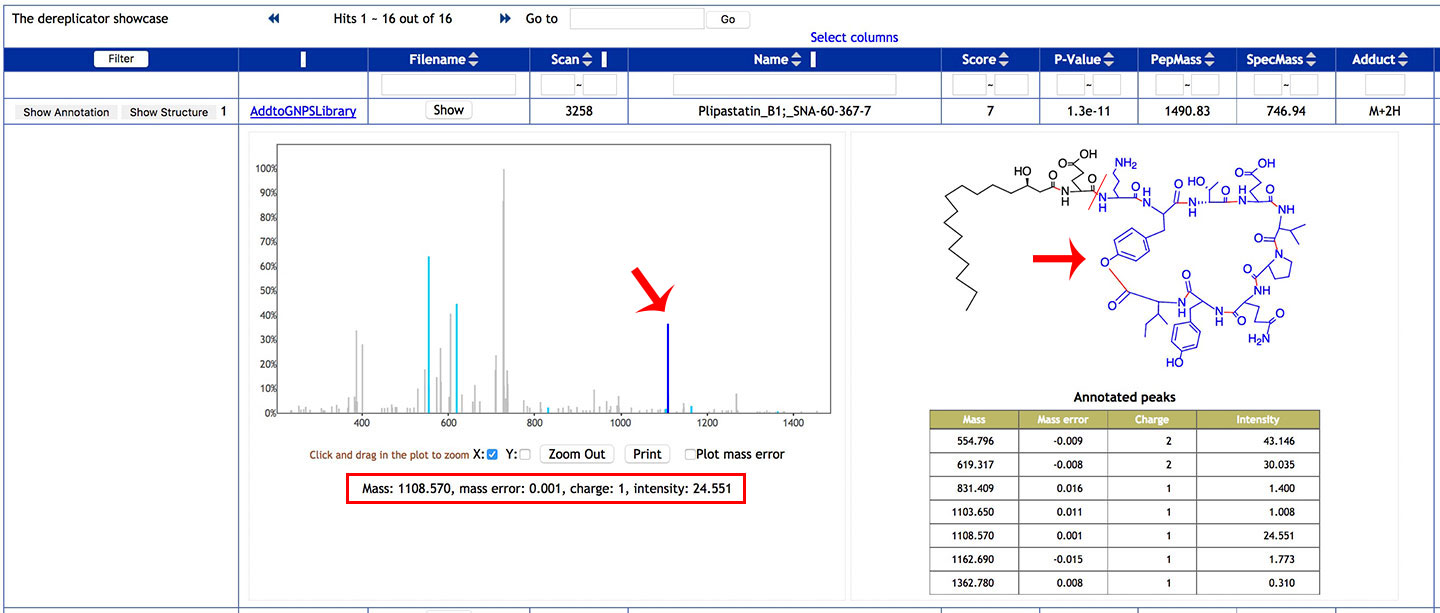 The dereplicator showcase Hits 1 ~ 16 out of 16 Go to Go
Select columns
Filter Filename Scan Name Score P-Value PepMass SpecMass Adduct
~ ~ ~ ~ ~
Show Annotation Show Structure 1 AddtoGNPSLibrary Show 3258 Plipastatin_B1;_SNA-60-367-7 7 1.3e-11 1490.83 746.94 M+2H
100%
90%
80%
70%
60%
50%
40%
30%
20%
10%
0%
400 600 800 1000 1200 1400
Click and drag in the plot to zoom X: Y: Zoom Out Print Plot mass error
Mass: 1108.570, mass error: 0.001, charge: 1, intensity: 24.551
OH
O
NH₂
HO
O
O
N
H
N
H
O
H
N
O
N
H
HO
O
H
N
O
OH
O
NH
O
N
O
NH
O
O
H₂N
N
H
O
N
H
HO
O
O
Annotated peaks
Mass Mass error Charge Intensity
554.796 -0.009 2 43.146
619.317 -0.008 2 30.035
831.409 0.016 1 1.400
1103.650 0.011 1 1.008
1108.570 0.001 1 24.551
1162.690 -0.015 1 1.773
1362.780 0.008 1 0.310